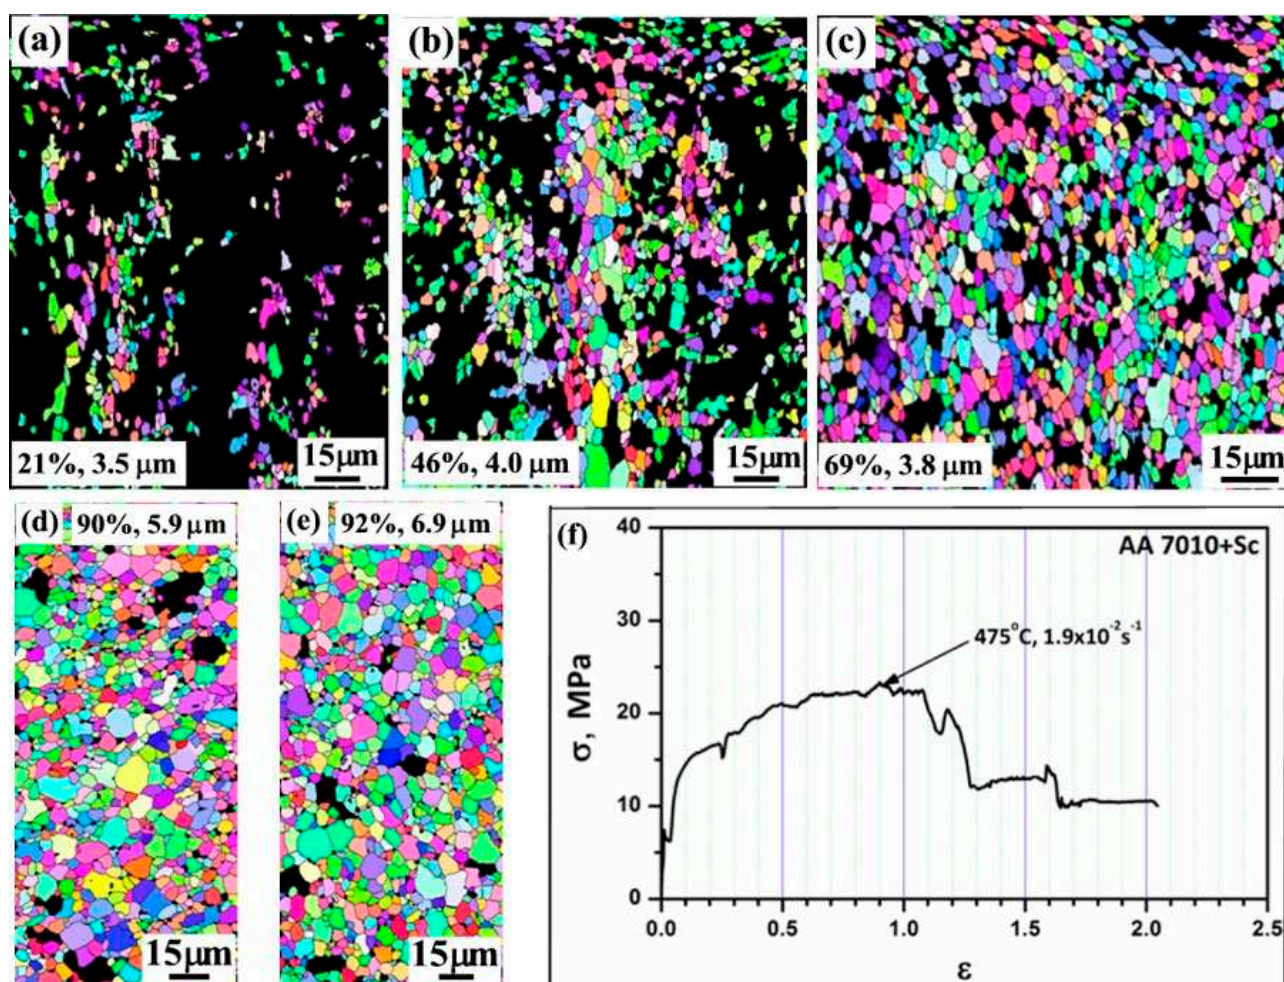 (a)
21%, 3.5 μm
15μm
(b)
46%, 4.0 μm
15μm
(c)
69%, 3.8 μm
15μm
(d)
90%, 5.9 μm
15μm
(e)
92%, 6.9 μm
15μm
(f)
AA 7010+Sc
475°C, 1.9x10⁻²s⁻¹
σ, MPa
40
30
20
10
0
0.0 0.5 1.0 1.5 2.0 2.5
ε